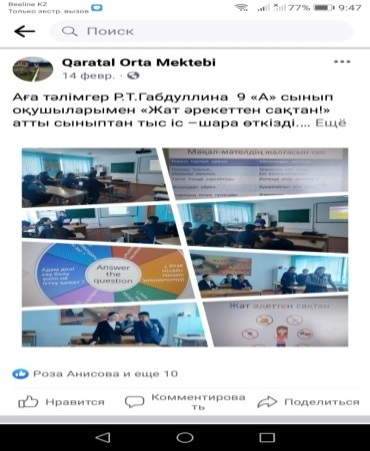 Beeline KZ
Только экстр. вызов
77%
9:47
Поиск
Qaratal Orta Mektebi
14 февр.
Аға тәлімгер Р.Т.Габдуллина 9 «А» сынып
оқушыларымен «Жат әрекеттен сақтан!»
атты сыныптан тыс іс –шара өткізді.... Ещё
Мақал-мәтелдің жалғасын тап
Answer
the
question
Жат әдеттен сақтан
Роза Анисова и еще 10
Нравится
Комментирова
ть
Поделиться